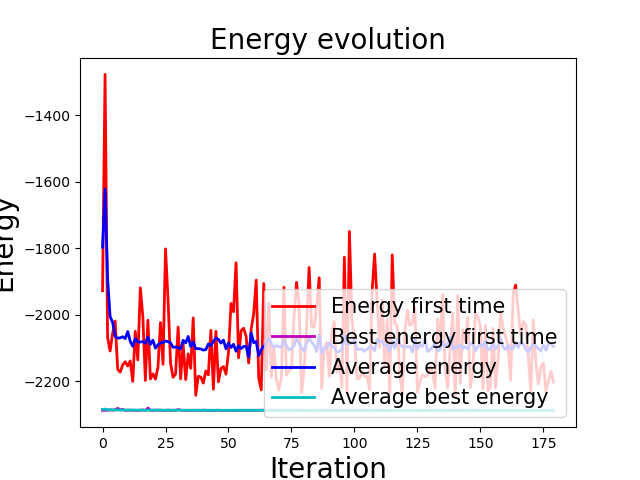 Energy evolution
Energy
−1400
−1600
−1800
−2000
−2200
0
25
50
75
100
125
150
175
Iteration
Energy first time
Best energy first time
Average energy
Average best energy